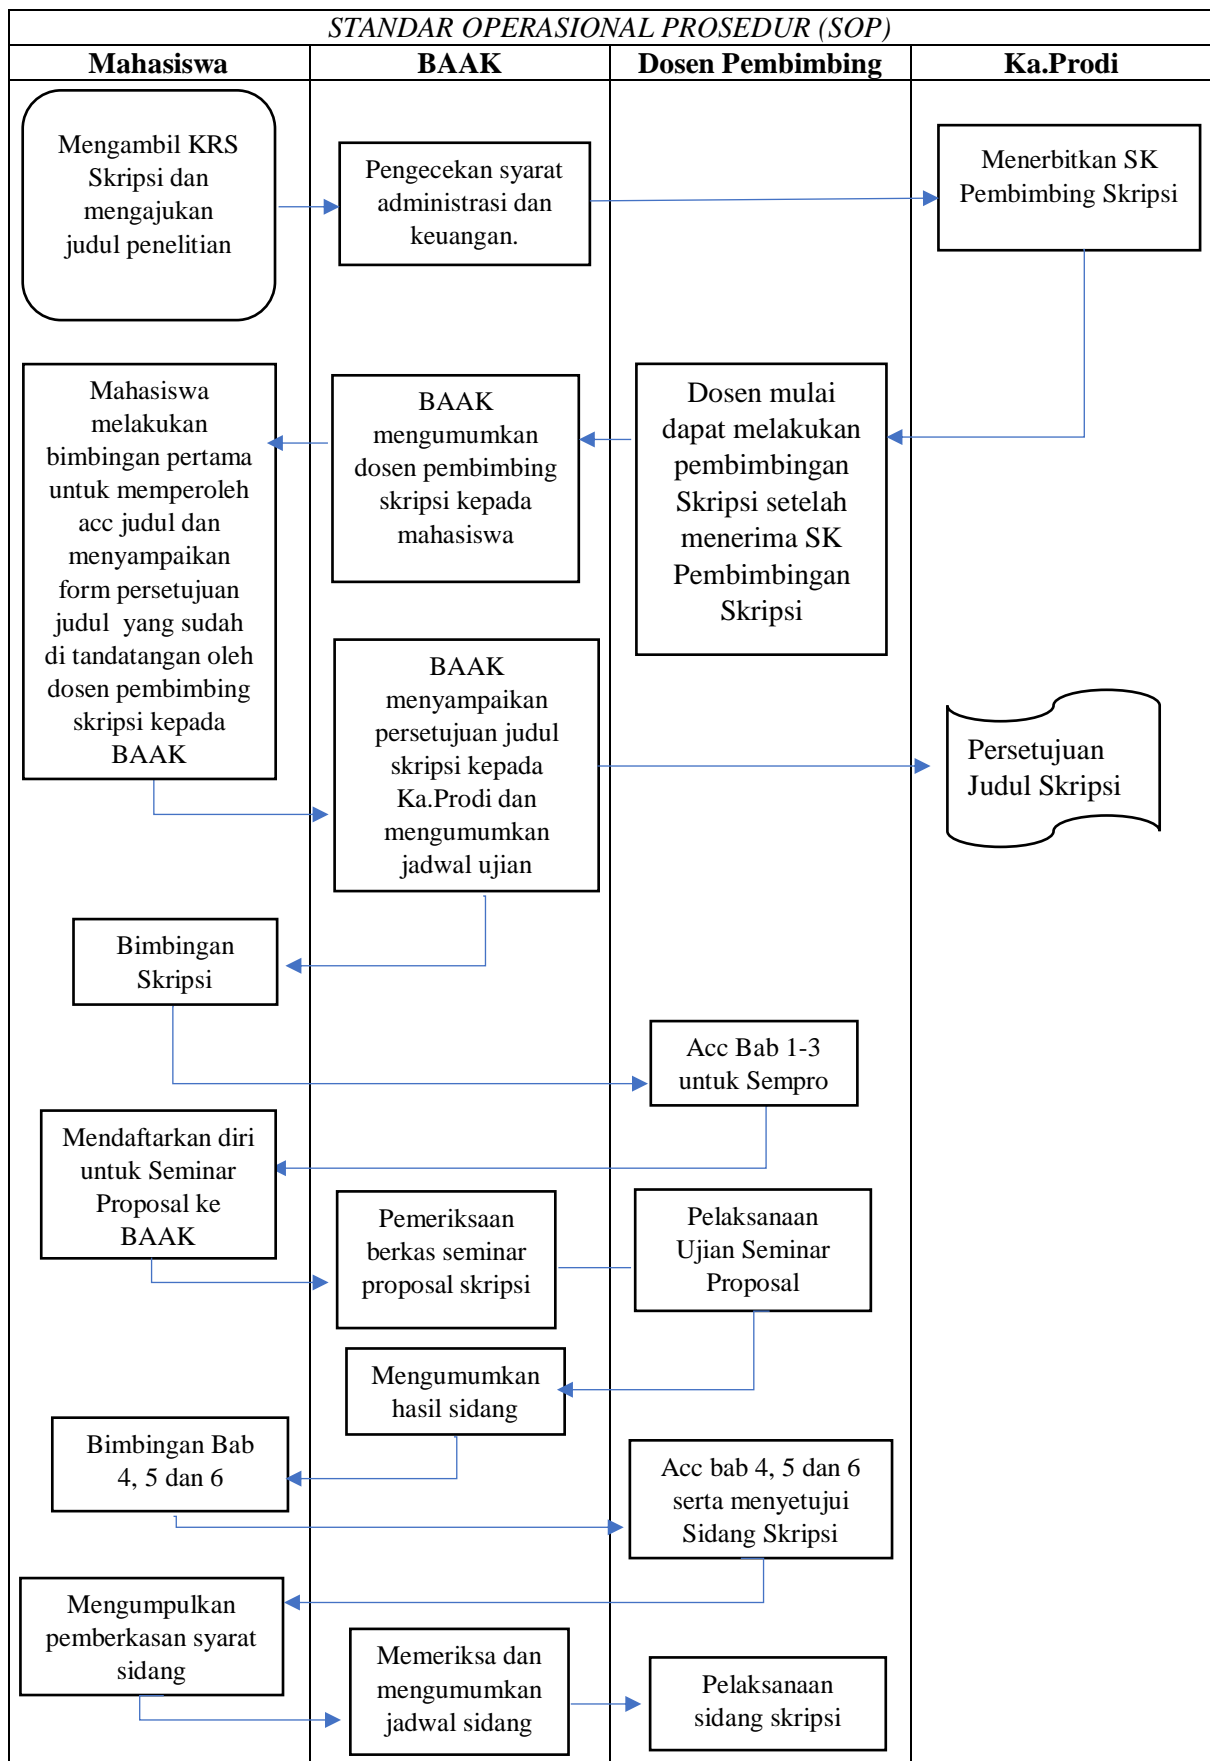 STANDAR OPERASIONAL PROSEDUR (SOP)
Mahasiswa
BAAK
Dosen Pembimbing
Ka.Prodi
Mengambil KRS
Skripsi dan
mengajukan
judul penelitian
Pengecekan syarat
administrasi dan
keuangan.
Menerbitkan SK
Pembimbing Skripsi
Mahasiswa
melakukan
bimbingan pertama
untuk memperoleh
acc judul dan
menyampaikan
form persetujuan
judul  yang sudah
di tandatangan oleh
dosen pembimbing
skripsi kepada
BAAK
BAAK
mengumumkan
dosen pembimbing
skripsi kepada
mahasiswa
Dosen mulai
dapat melakukan
pembimbingan
Skripsi setelah
menerima SK
Pembimbingan
Skripsi
BAAK
menyampaikan
persetujuan judul
skripsi kepada
Ka.Prodi dan
mengumumkan
jadwal ujian
Persetujuan
Judul Skripsi
Bimbingan
Skripsi
Acc Bab 1-3
untuk Sempro
Mendaftarkan diri
untuk Seminar
Proposal ke
BAAK
Pemeriksaan
berkas seminar
proposal skripsi
Pelaksanaan
Ujian Seminar
Proposal
Mengumumkan
hasil sidang
Bimbingan Bab
4, 5 dan 6
Acc bab 4, 5 dan 6
serta menyetujui
Sidang Skripsi
Mengumpulkan
pemberkasan syarat
sidang
Memeriksa dan
mengumumkan
jadwal sidang
Pelaksanaan
sidang skripsi